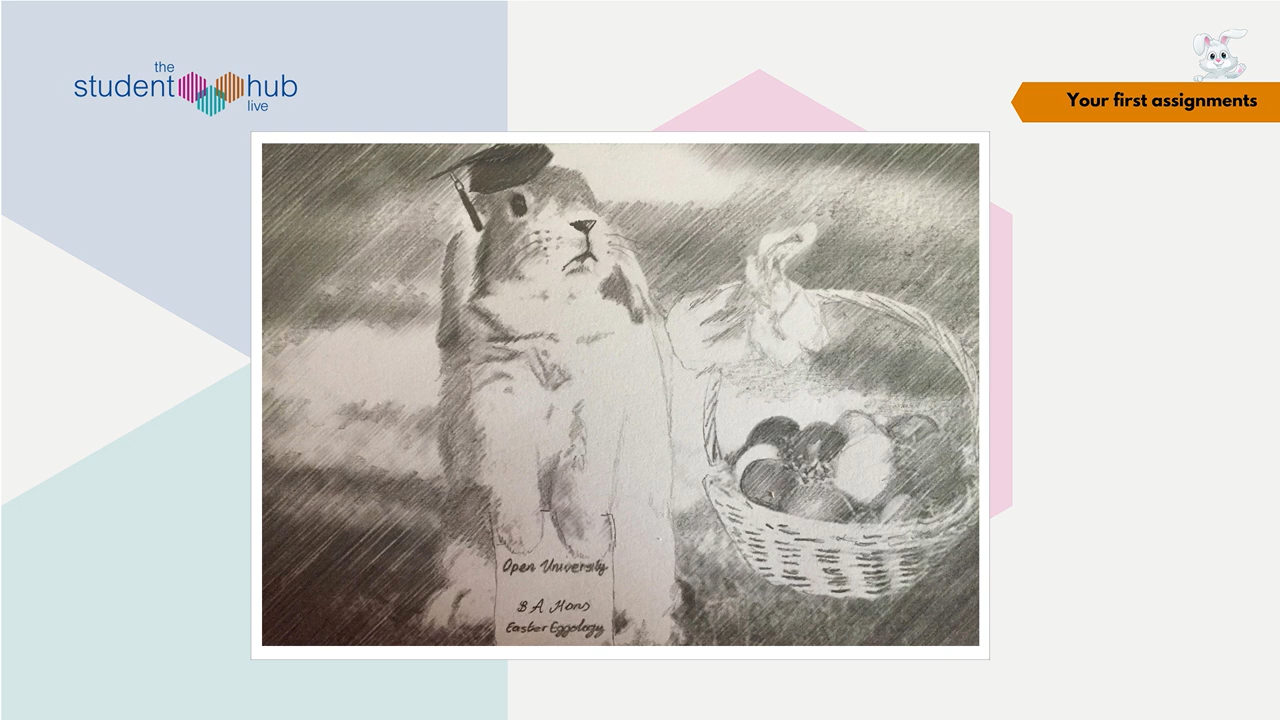 the
student hub
live
Your first assignments
Open University
B A Hons
Easter Eggology